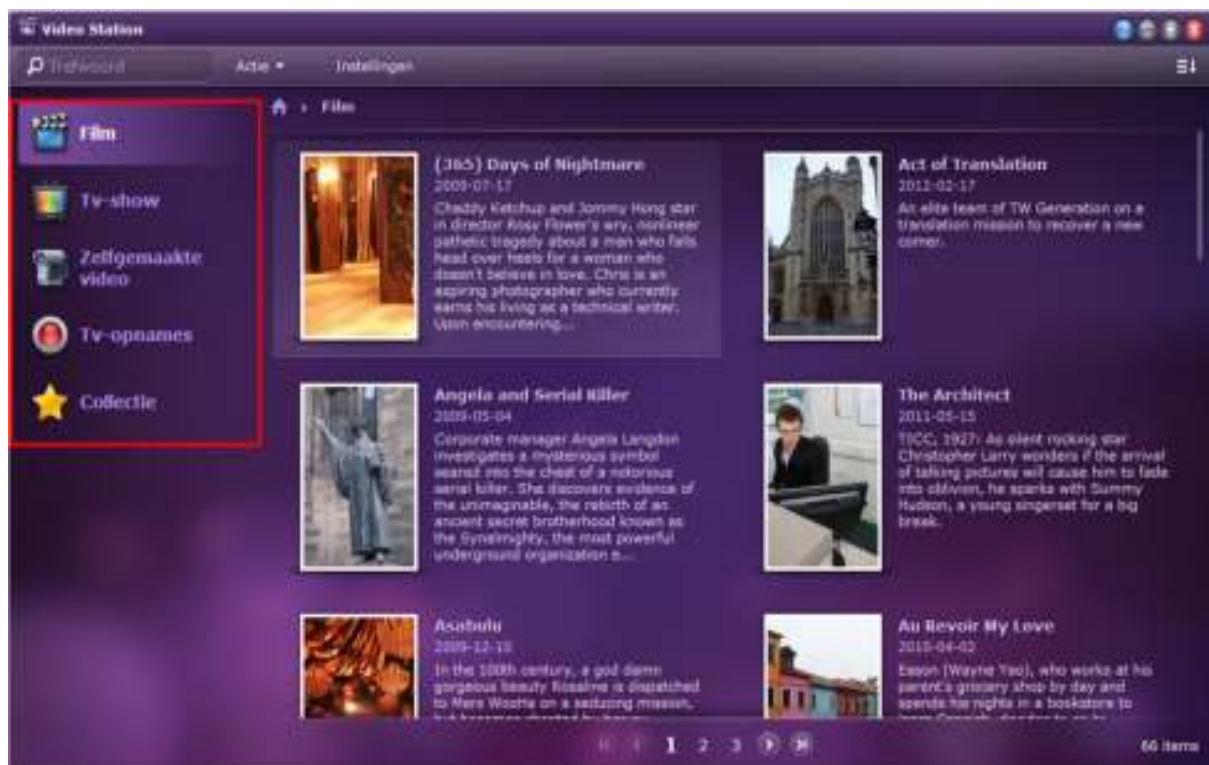 Video Station
Trefwoord
Actie
Instellingen
Film
Tv-show
Zelfgemaakte
video
Tv-opnames
Collectie
Film
(365) Days of Nightmare
2009-07-17
Chaddy Ketchup and Jommy Hong star
in director Rosy Flower's wry, nonlinear
pathetic tragedy about a man who falls
head over heels for a woman who
doesn't believe in love. Chris is an
aspiring photographer who currently
earns his living as a technical writer.
Upon encountering...
Act of Translation
2012-02-17
An elite team of TW Generation on a
translation mission to recover a new
comer.
Angela and Serial Killer
2009-05-04
Corporate manager Angela Langdon
investigates a mysterious symbol
seared into the chest of a notorious
serial killer. She discovers evidence of
the unimaginable, the rebirth of an
ancient secret brotherhood known as
the Synalmighty, the most powerful
underground organization e...
The Architect
2011-05-15
TICC, 1927: As silent rocking star
Christopher Larry wonders if the arrival
of talking pictures will cause him to fade
into oblivion, he sparks with Summy
Hudson, a young singerset for a big
break.
Asabulu
2009-12-10
In the 100th century, a god damn
gorgeous beauty Rosalme is dispatched
to Mars Wootha on a seducing mission,
Au Revoir My Love
2010-04-02
Eason (Wayne Tao), who works at his
parent's grocery shop by day and
spends his nights in a bookstore to
1 2 3
66 items